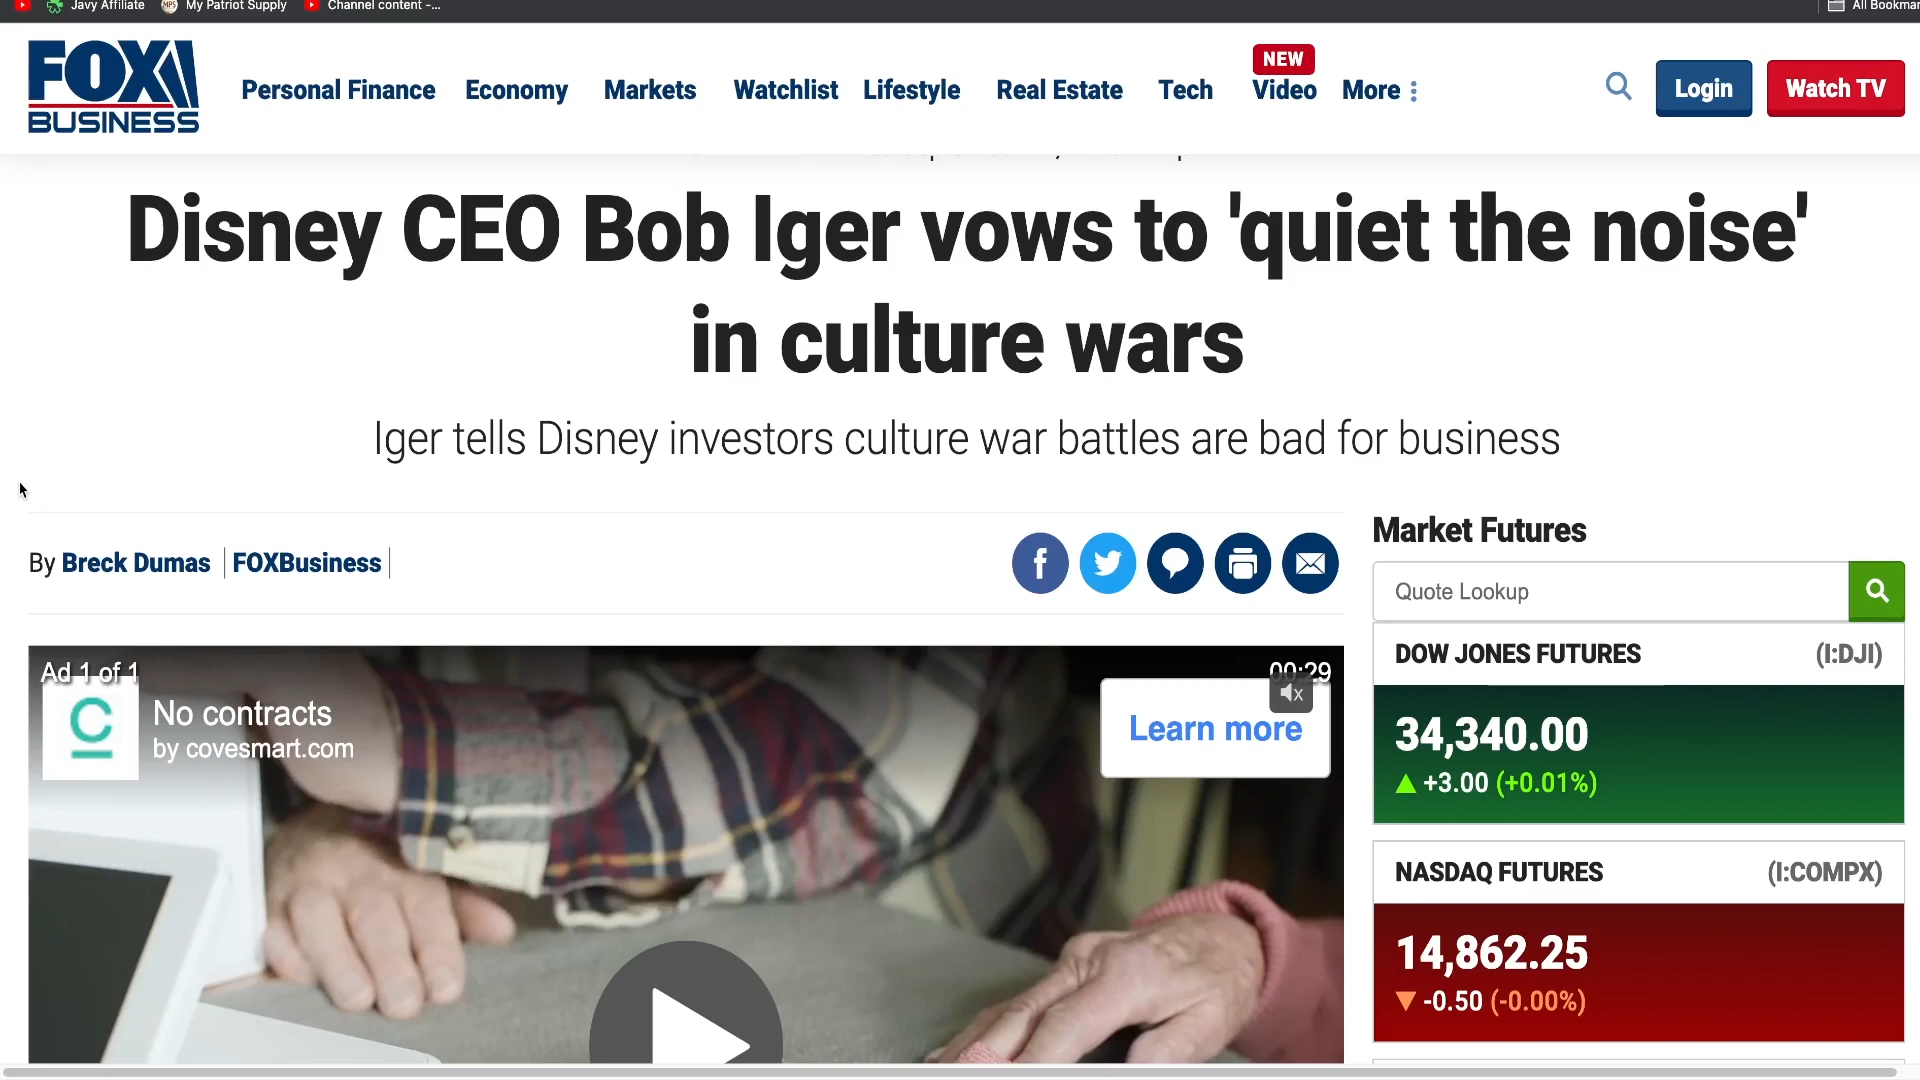 Javy Affiliate
MPS My Patriot Supply
Channel content -...
All Bookmar
FOX
BUSINESS
Personal Finance
Economy
Markets
Watchlist
Lifestyle
Real Estate
Tech
NEW
Video
More
Login
Watch TV
Disney CEO Bob Iger vows to 'quiet the noise'
in culture wars
Iger tells Disney investors culture war battles are bad for business
By Breck Dumas FOXBusiness
Ad 1 of 1
00:29
No contracts
by covesmart.com
Learn more
Market Futures
Quote Lookup
DOW JONES FUTURES (I:DJI)
34,340.00
+3.00 (+0.01%)
NASDAQ FUTURES (I:COMPX)
14,862.25
-0.50 (-0.00%)